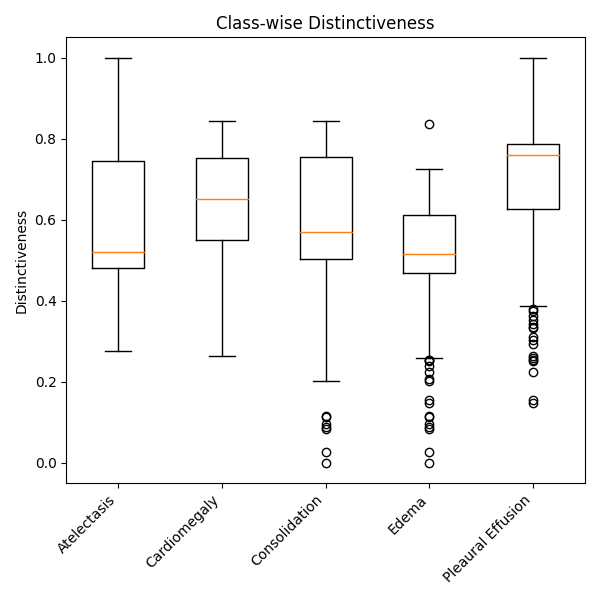 Class-wise Distinctiveness
Distinctiveness
1.0
0.8
0.6
0.4
0.2
0.0
Atelectasis
Cardiomegaly
Consolidation
Edema
Pleaural Effusion